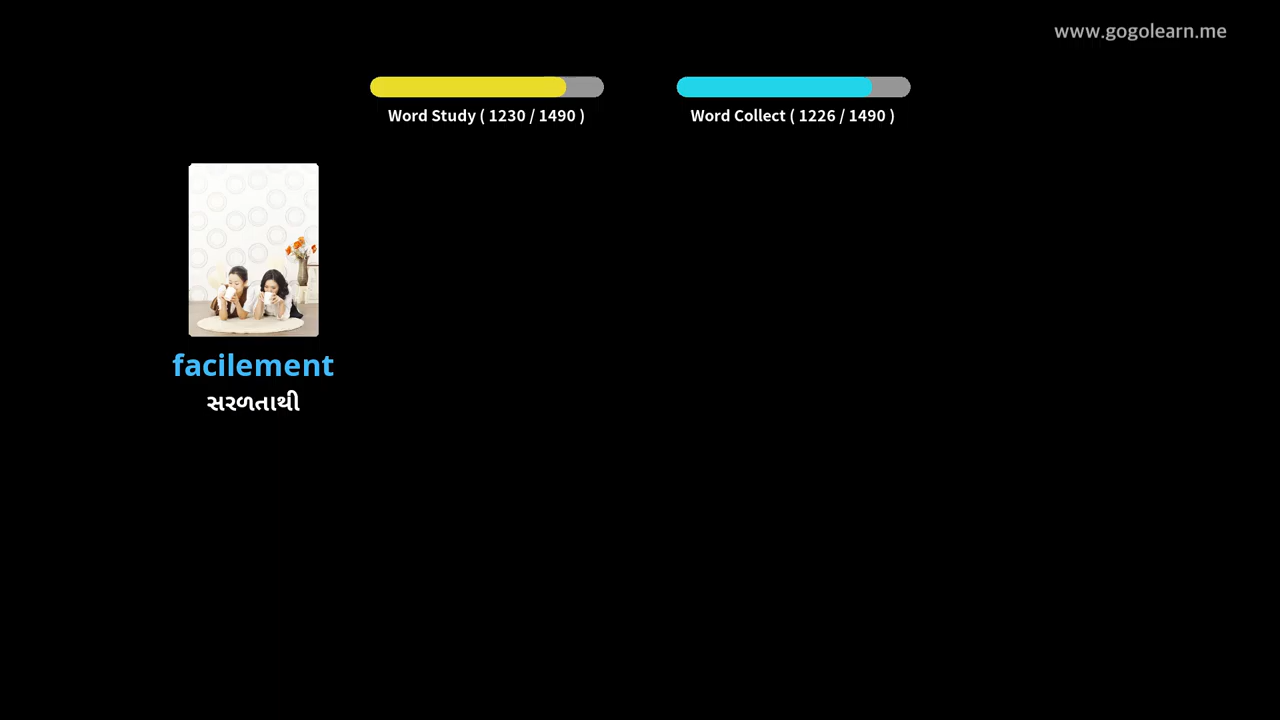 www.gogolearn.me
Word Study ( 1230 / 1490 )
Word Collect ( 1226 / 1490 )
facilement
સરળતાથી